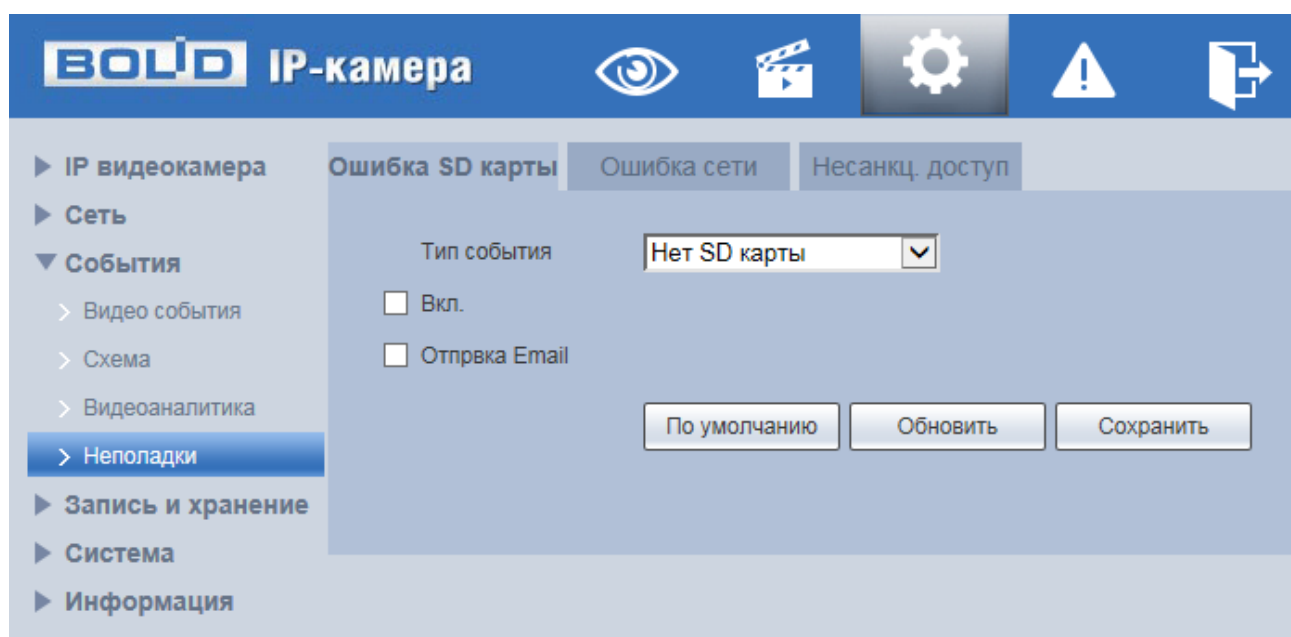 BOLID IP-камера
IP видеокамера
Сеть
События
Видео события
Схема
Видеоаналитика
Неполадки
Запись и хранение
Система
Информация
Ошибка SD карты Ошибка сети Несанкц. доступ
Тип события Нет SD карты
Вкл.
Отпрвка Email
По умолчанию Обновить Сохранить